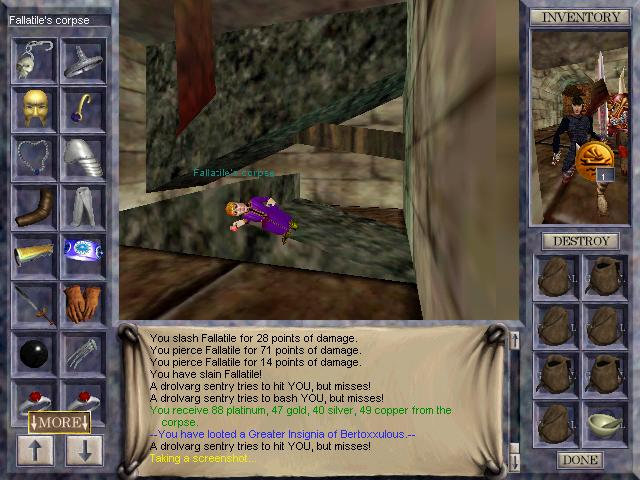 Fallatile's corpse
INVENTORY
Fallatile's corpse
1
DESTROY
You slash Fallatile for 28 points of damage.
You pierce Fallatile for 71 points of damage.
You pierce Fallatile for 14 points of damage.
You have slain Fallatile!
A drolvarg sentry tries to hit YOU, but misses!
A drolvarg sentry tries to bash YOU, but misses!
You receive 88 platinum, 47 gold, 40 silver, 49 copper from the
corpse.
--You have looted a Greater Insignia of Bertoxxulous.--
A drolvarg sentry tries to hit YOU, but misses!
Taking a screenshot...
MORE
DONE